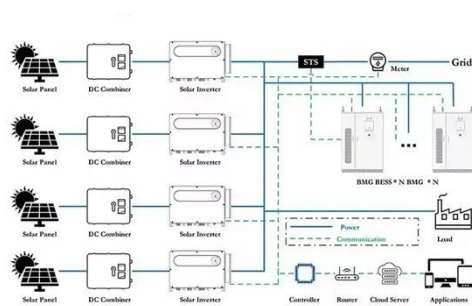 Solar Panel DC Combiner Solar Inverter STS Meter Grid
Solar Panel DC Combiner Solar Inverter
BMG BESS * N BMG * N
Solar Panel DC Combiner Solar Inverter
Power
Communication
Load
Solar Panel DC Combiner Solar Inverter
Controller Router Cloud Server Applications